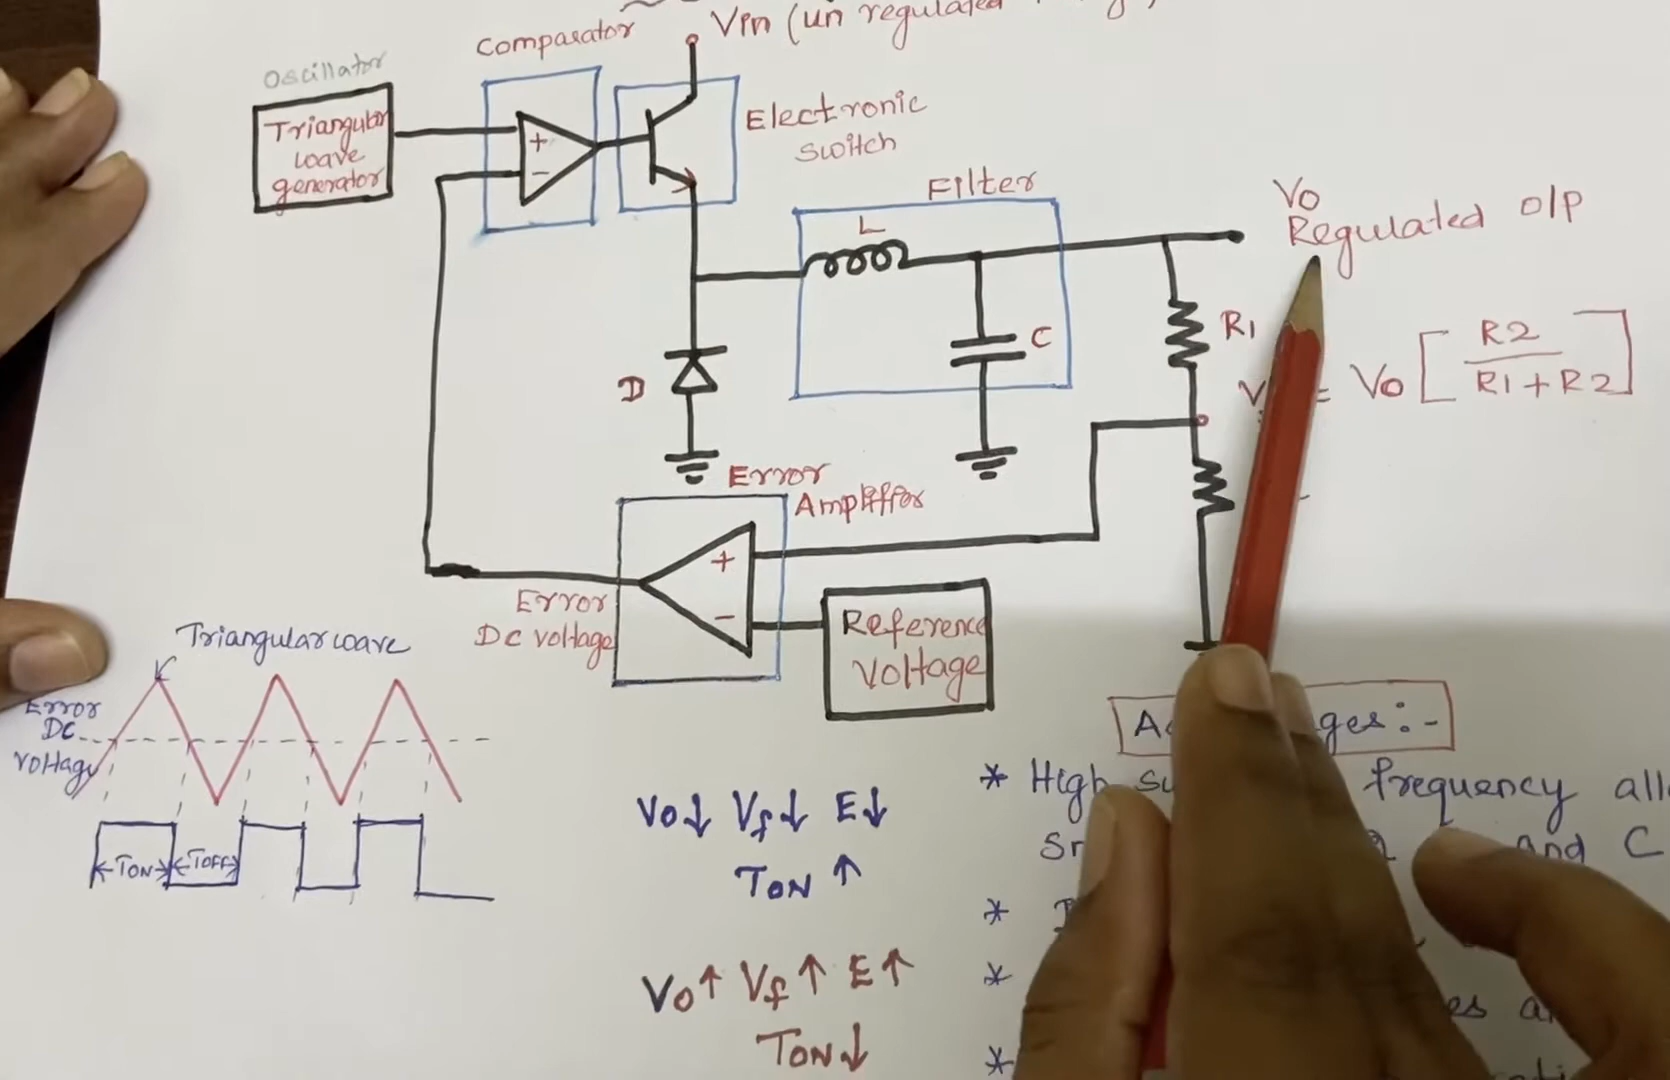 Vin (un regulated
Comparator
Oscillator
Triangular
wave
generator
+
-
Electronic
switch
Filter
L
Vo
Regulated o/p
C
R1
D
= Vo [ R2
R1 + R2 ]
Error
Amplifier
+
-
Error
DC voltage
Reference
Voltage
Triangular wave
Error
DC
voltage
TON
TOFF
Vo↓ Vf↓ E↓
TON ↑
Vo↑ Vf↑ E↑
TON↓
* High frequency
and C
*
*
*